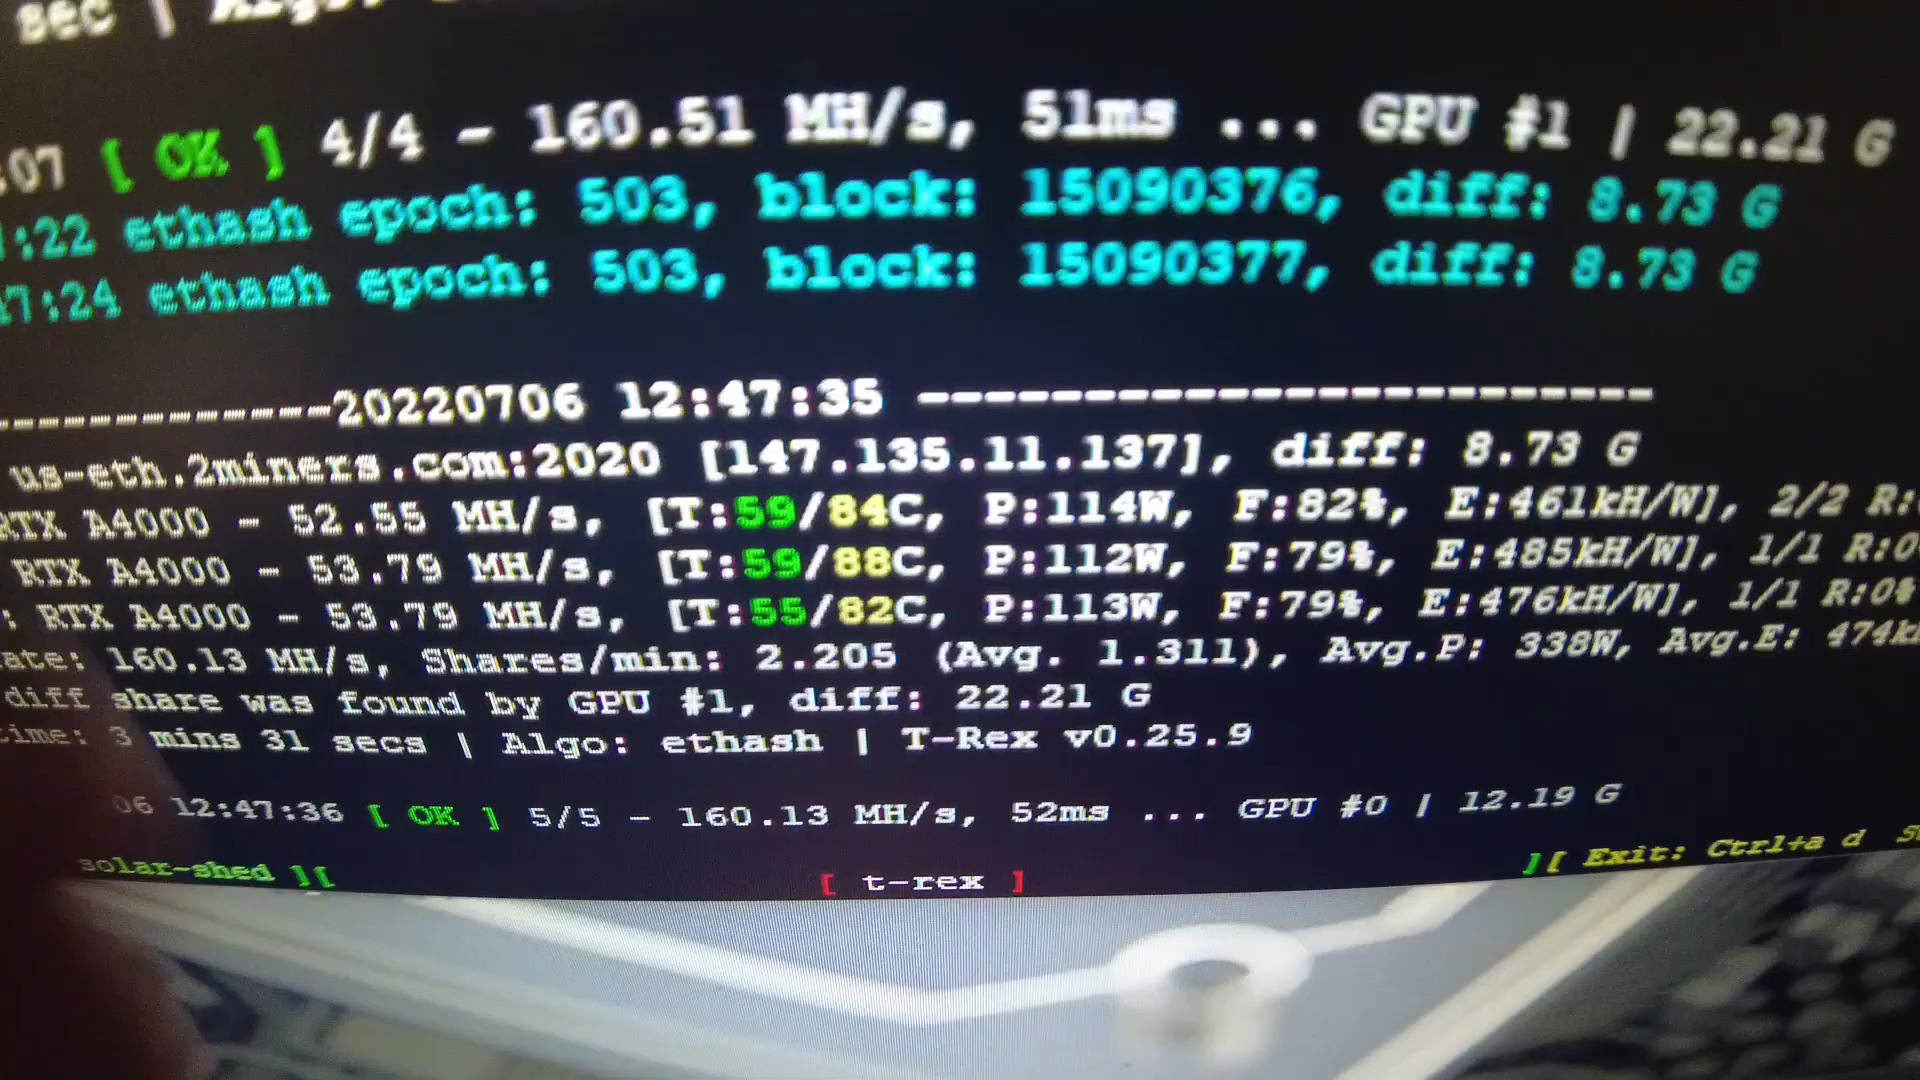 sec |
:07 [ OK ] 4/4 - 160.51 MH/s, 51ms ... GPU #1 | 22.21 G
:22 ethash epoch: 503, block: 15090376, diff: 8.73 G
7:24 ethash epoch: 503, block: 15090377, diff: 8.73 G
-------------20220706 12:47:35 ----------------------
us-eth.2miners.com:2020 [147.135.11.137], diff: 8.73 G
RTX A4000 - 52.55 MH/s, [T:59/84C, P:114W, F:82%, E:461kH/W], 2/2 R:
RTX A4000 - 53.79 MH/s, [T:59/88C, P:112W, F:79%, E:485kH/W], 1/1 R:0
: RTX A4000 - 53.79 MH/s, [T:55/82C, P:113W, F:79%, E:476kH/W], 1/1 R:0%
ate: 160.13 MH/s, Shares/min: 2.205 (Avg. 1.311), Avg.P: 338W, Avg.E: 474k
diff share was found by GPU #1, diff: 22.21 G
time: 3 mins 31 secs | Algo: ethash | T-Rex v0.25.9
06 12:47:36 [ OK ] 5/5 - 160.13 MH/s, 52ms ... GPU #0 | 12.19 G
solar-shed ][ [ t-rex ] ][ Exit: Ctrl+a d